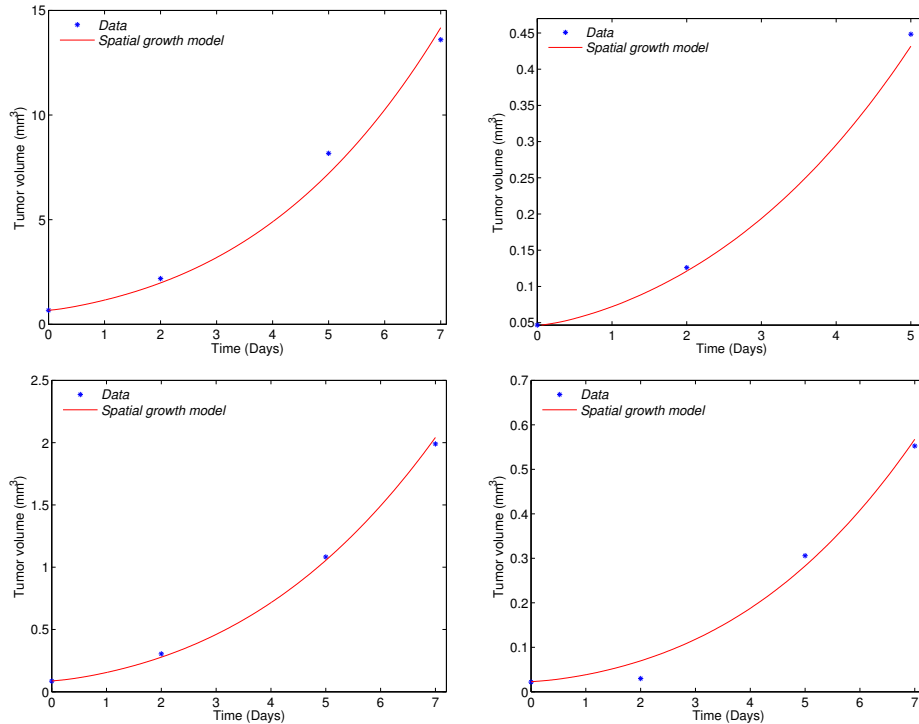 15
10
5
0
Tumor volume (mm³)
Data
Spatial growth model
0 1 2 3 4 5 6 7
Time (Days)
0.45
0.4
0.35
0.3
0.25
0.2
0.15
0.1
0.05
Tumor volume (mm³)
Data
Spatial growth model
0 1 2 3 4 5
Time (Days)
2.5
2
1.5
1
0.5
0
Tumor volume (mm³)
Data
Spatial growth model
0 1 2 3 4 5 6 7
Time (Days)
0.7
0.6
0.5
0.4
0.3
0.2
0.1
0
Tumor volume (mm³)
Data
Spatial growth model
0 1 2 3 4 5 6 7
Time (Days)